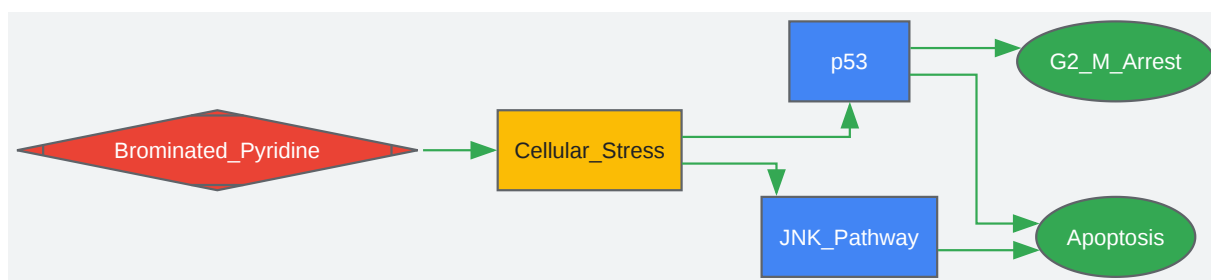 Brominated_Pyridine
Cellular_Stress
p53
JNK_Pathway
G2_M_Arrest
Apoptosis